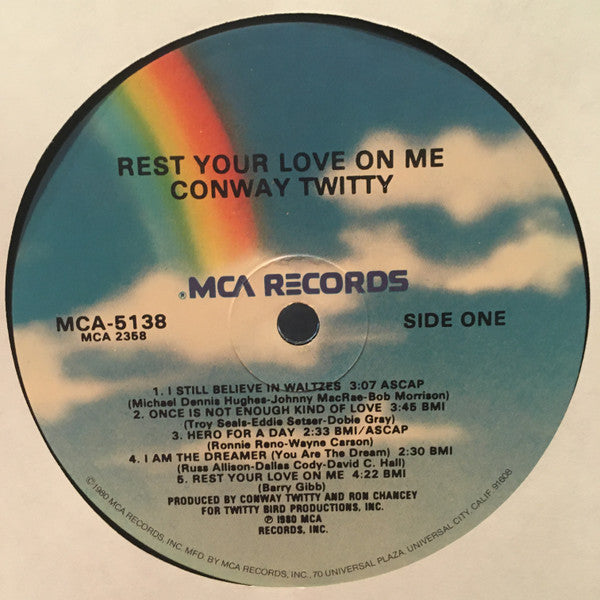 REST YOUR LOVE ON ME
CONWAY TWITTY
®MCA RECORDS
MCA-5138
MCA 2358
SIDE ONE
1. I STILL BELIEVE IN WALTZES 3:07 ASCAP
(Michael Dennis Hughes-Johnny MacRae-Bob Morrison)
2. ONCE IS NOT ENOUGH KIND OF LOVE 3:45 BMI
(Troy Seals-Eddie Setser-Dobie Gray)
3. HERO FOR A DAY 2:33 BMI/ASCAP
(Ronnie Reno-Wayne Carson)
4. I AM THE DREAMER (You Are The Dream) 2:30 BMI
(Russ Allison-Dallas Cody-David C. Hall)
5. REST YOUR LOVE ON ME 4:22 BMI
(Barry Gibb)
PRODUCED BY CONWAY TWITTY AND RON CHANCEY
FOR TWITTY BIRD PRODUCTIONS, INC.
℗ 1980 MCA
RECORDS, INC.
©1980 MCA RECORDS, INC. MFD. BY MCA RECORDS, INC., 70 UNIVERSAL PLAZA, UNIVERSAL CITY, CALIF. 91608